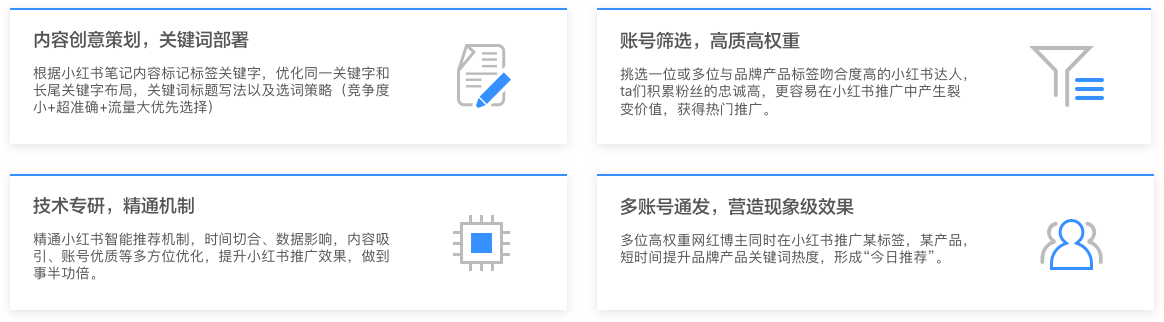 内容创意策划，关键词部署
根据小红书笔记内容标记标签关键字，优化同一关键字和
长尾关键字布局，关键词标题写法以及选词策略（竞争度
小+超准确+流量大优先选择）
账号筛选，高质高权重
挑选一位或多位与品牌产品标签吻合度高的小红书达人，
ta们积累粉丝的忠诚高，更容易在小红书推广中产生裂
变价值，获得热门推广。
技术专研，精通机制
精通小红书智能推荐机制，时间切合、数据影响，内容吸
引、账号优质等多方位优化，提升小红书推广效果，做到
事半功倍。
多账号通发，营造现象级效果
多位高权重网红博主同时在小红书推广某标签，某产品，
短时间提升品牌产品关键词热度，形成“今日推荐”。